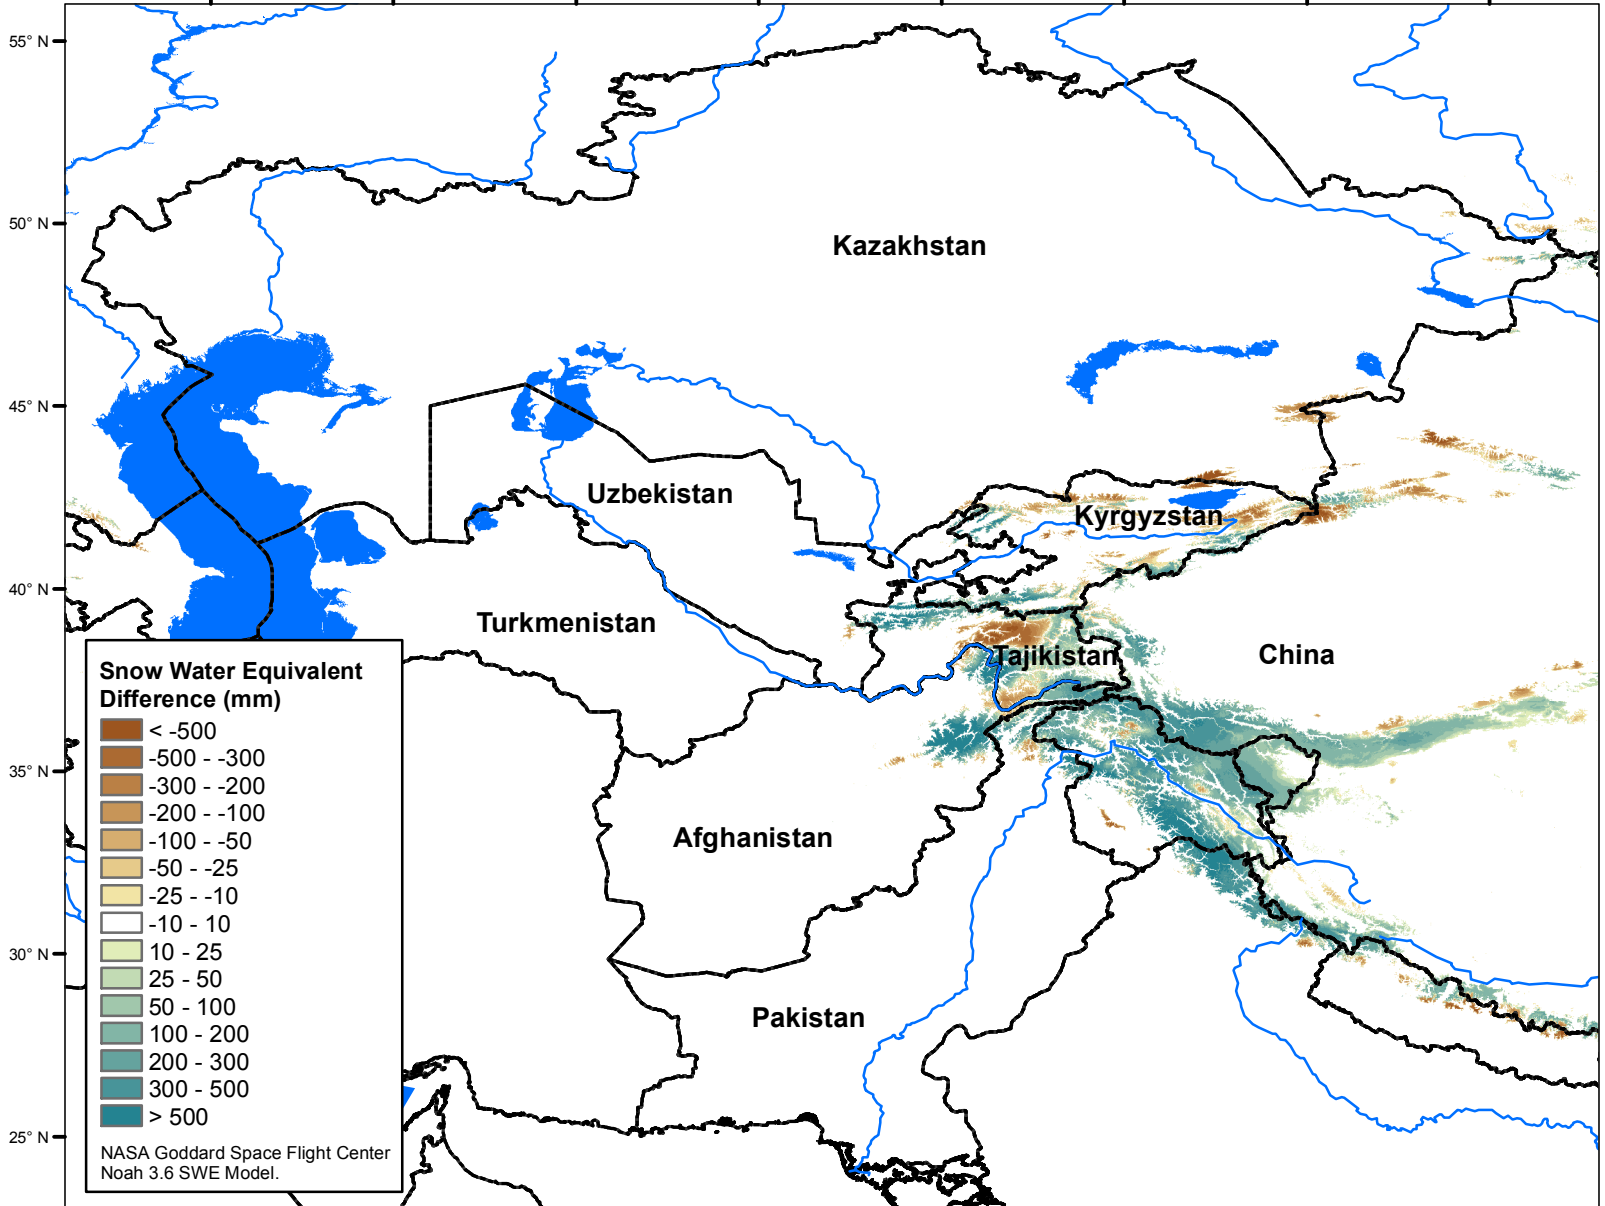 55° N
50° N
Kazakhstan
45° N
Uzbekistan
Kyrgyzstan
40° N
Turkmenistan
Tajikistan
China
35° N
Afghanistan
30° N
Pakistan
25° N
Snow Water Equivalent
Difference (mm)
< -500
-500 - -300
-300 - -200
-200 - -100
-100 - -50
-50 - -25
-25 - -10
-10 - 10
10 - 25
25 - 50
50 - 100
100 - 200
200 - 300
300 - 500
> 500
NASA Goddard Space Flight Center
Noah 3.6 SWE Model.